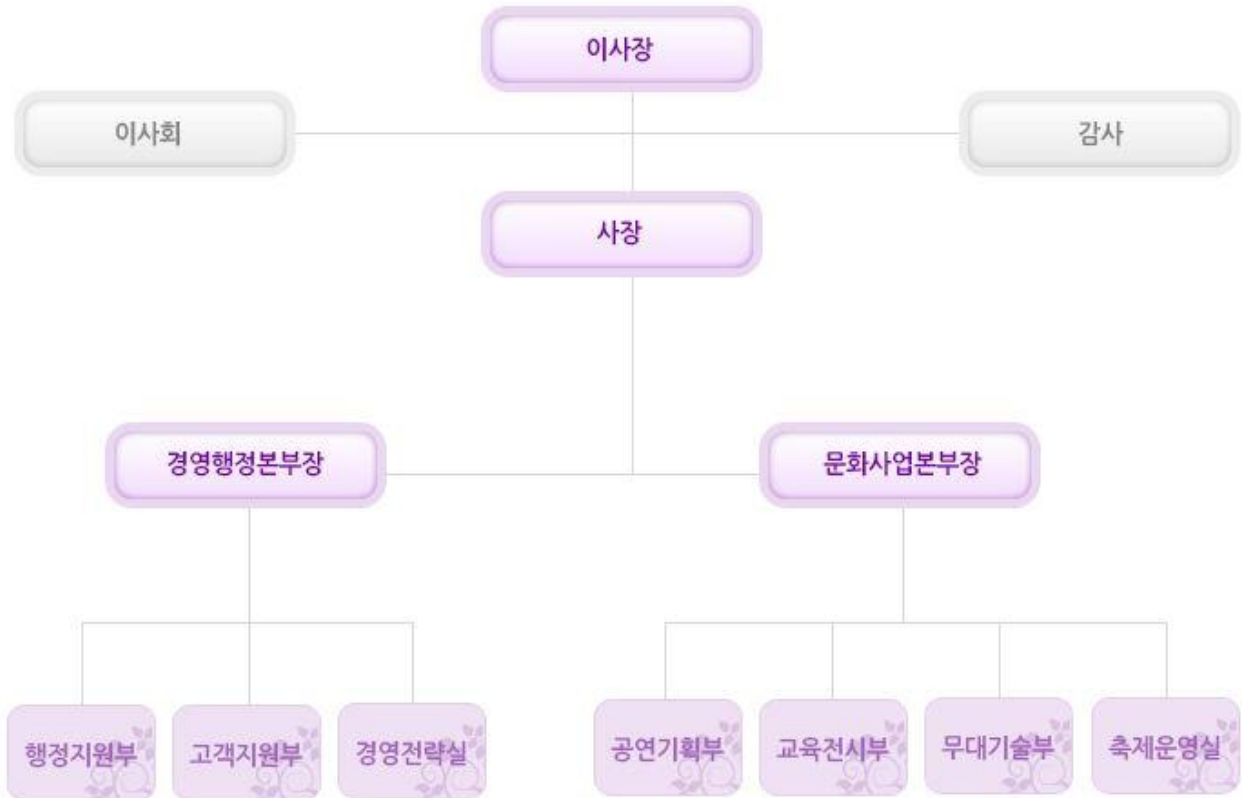 이사장
이사회
감사
사장
경영행정본부장
문화사업본부장
행정지원부
고객지원부
경영전략실
공연기획부
교육전시부
무대기술부
축제운영실